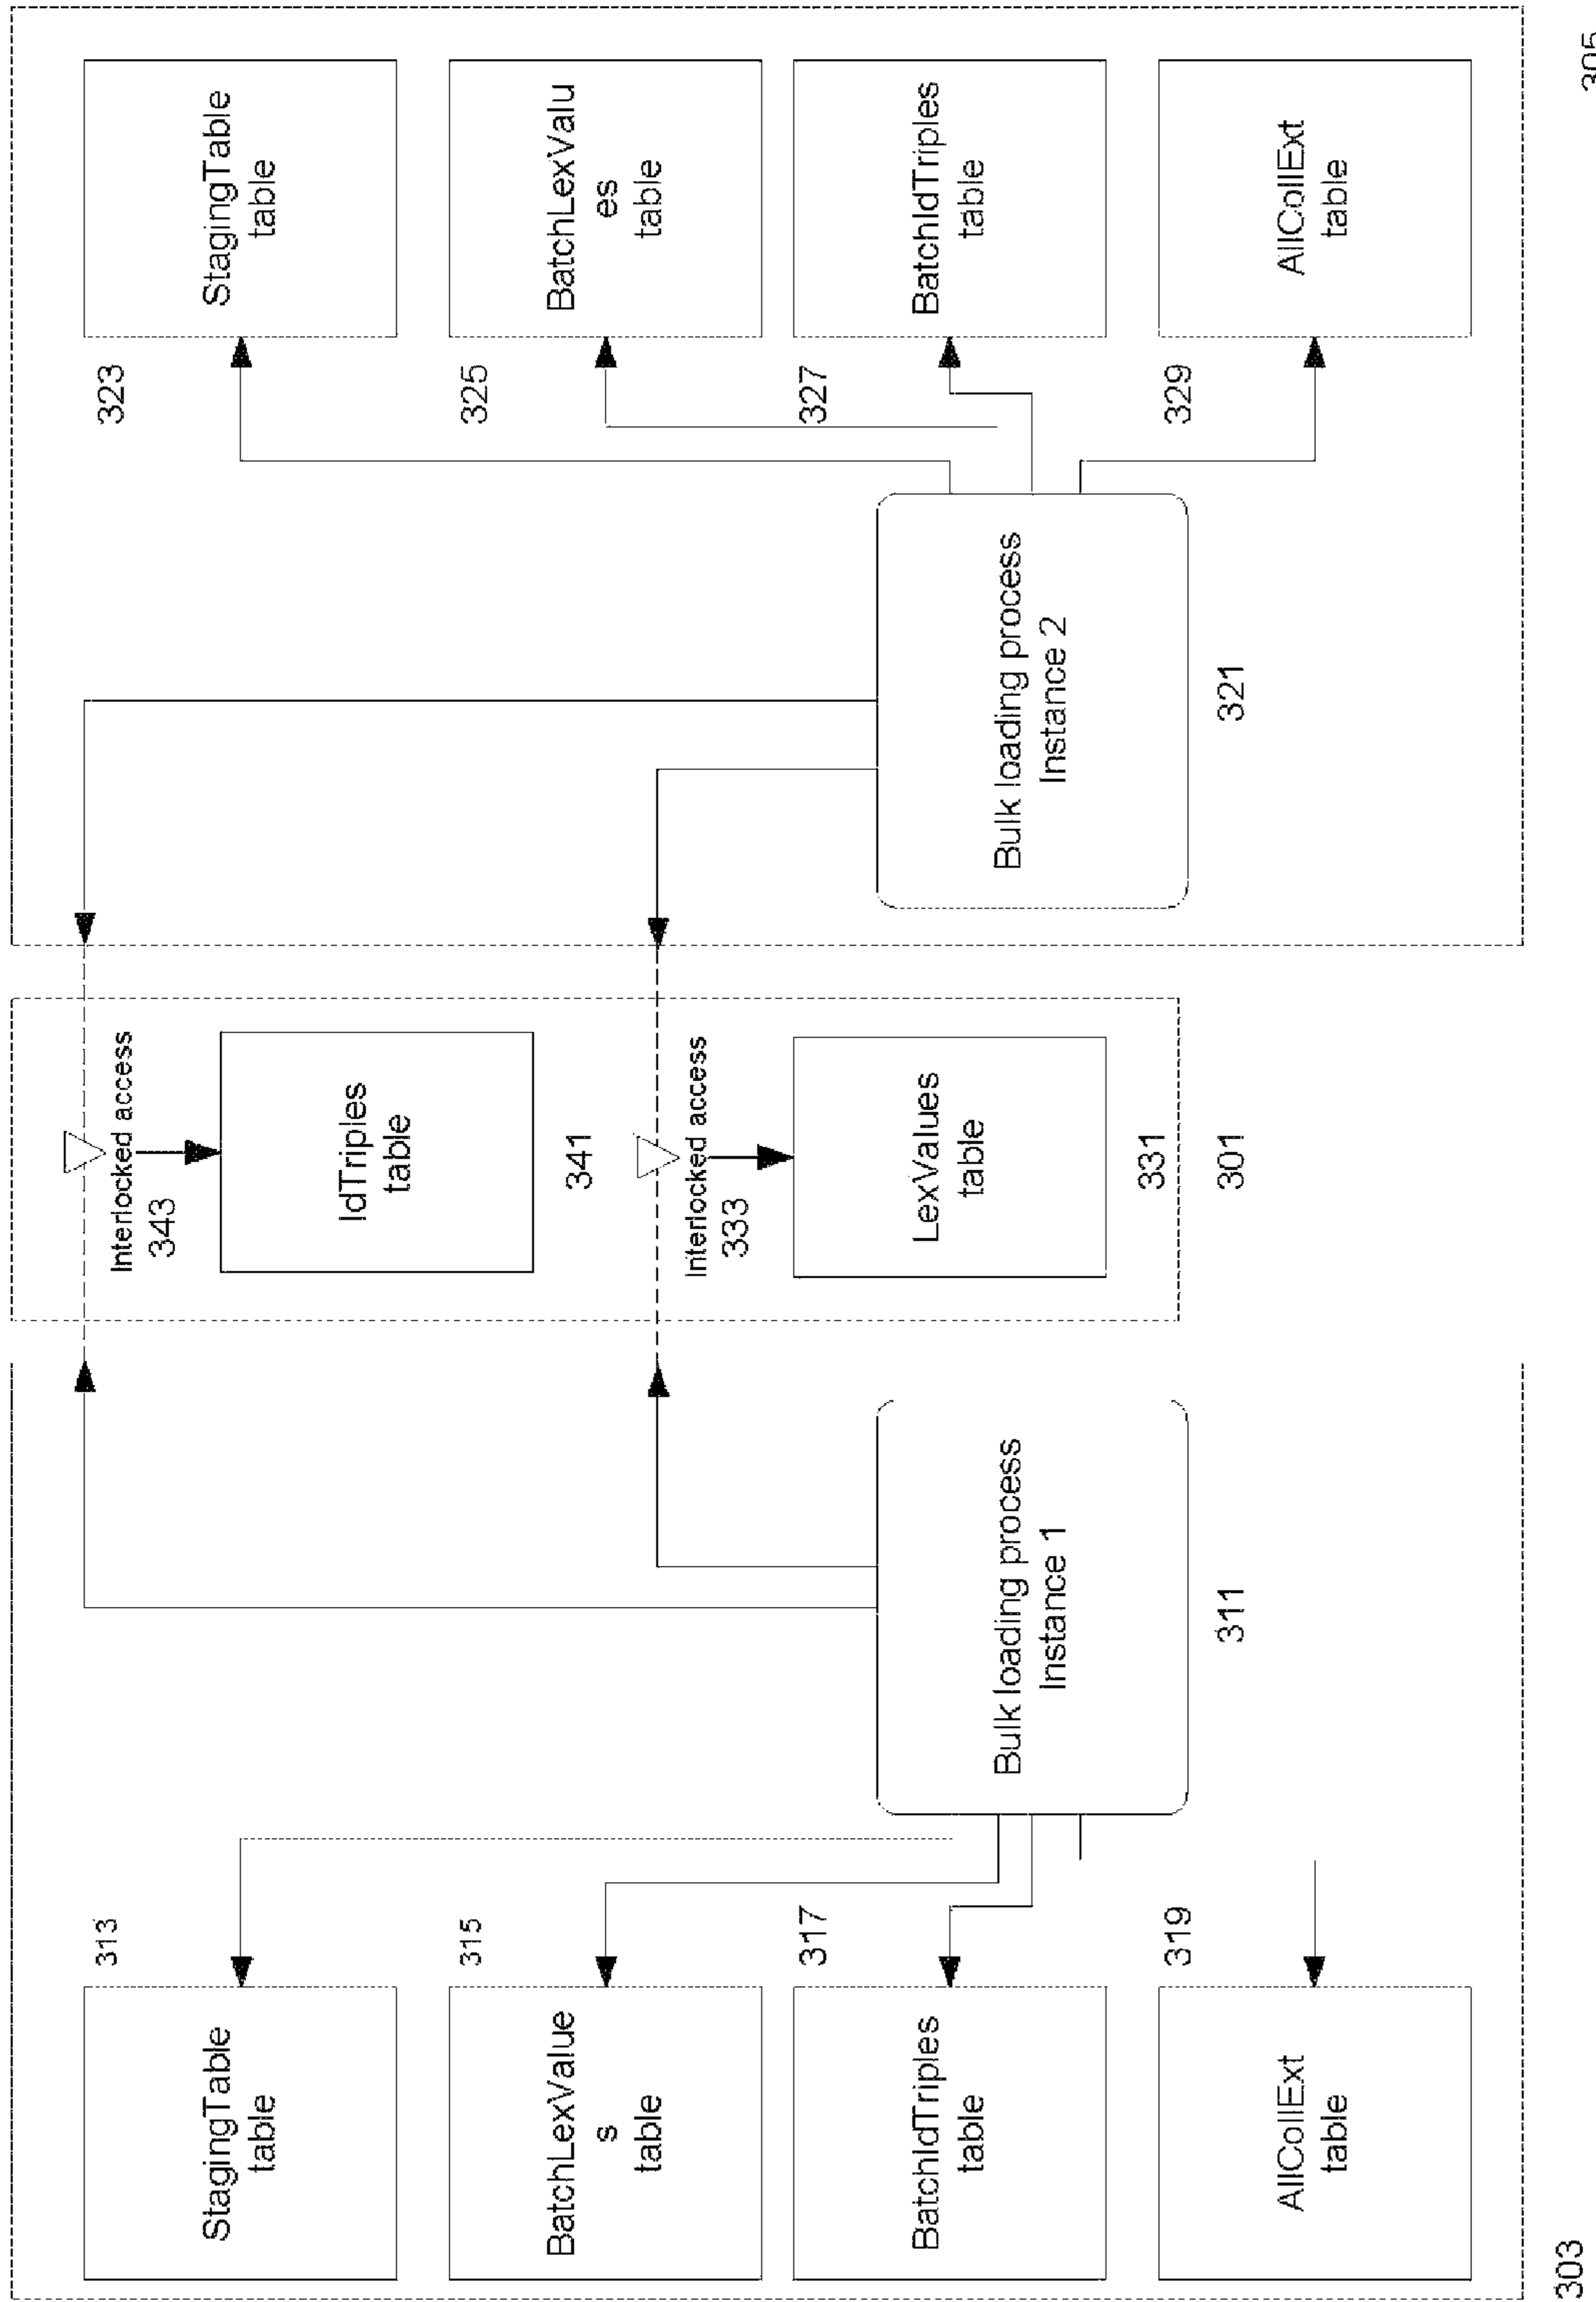 StagingTable
table
313
BatchLexValue
s
table
315
BatchIdTriples
table
317
AllCollExt
table
319
Bulk loading process
Instance 1
311
303
Interlocked access
343
IdTriples
table
341
Interlocked access
333
LexValues
table
331
301
Bulk loading process
Instance 2
321
323
StagingTable
table
325
BatchLexValu
es
table
327
BatchIdTriples
table
329
AllCollExt
table
305